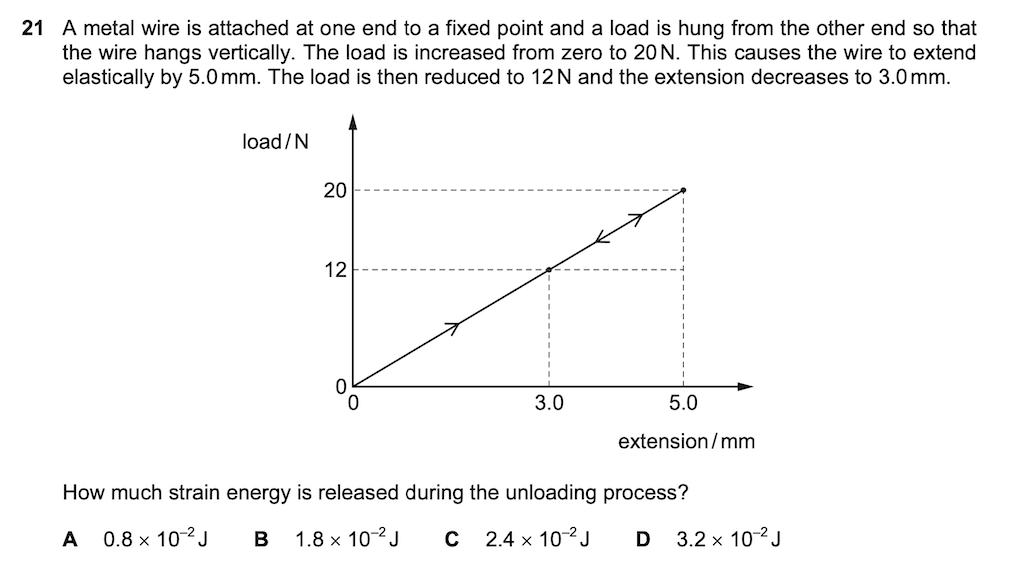 21 A metal wire is attached at one end to a fixed point and a load is hung from the other end so that
the wire hangs vertically. The load is increased from zero to 20 N. This causes the wire to extend
elastically by 5.0 mm. The load is then reduced to 12 N and the extension decreases to 3.0 mm.
load / N
20
12
0
0 3.0 5.0
extension / mm
How much strain energy is released during the unloading process?
A 0.8 × 10⁻² J B 1.8 × 10⁻² J C 2.4 × 10⁻² J D 3.2 × 10⁻² J